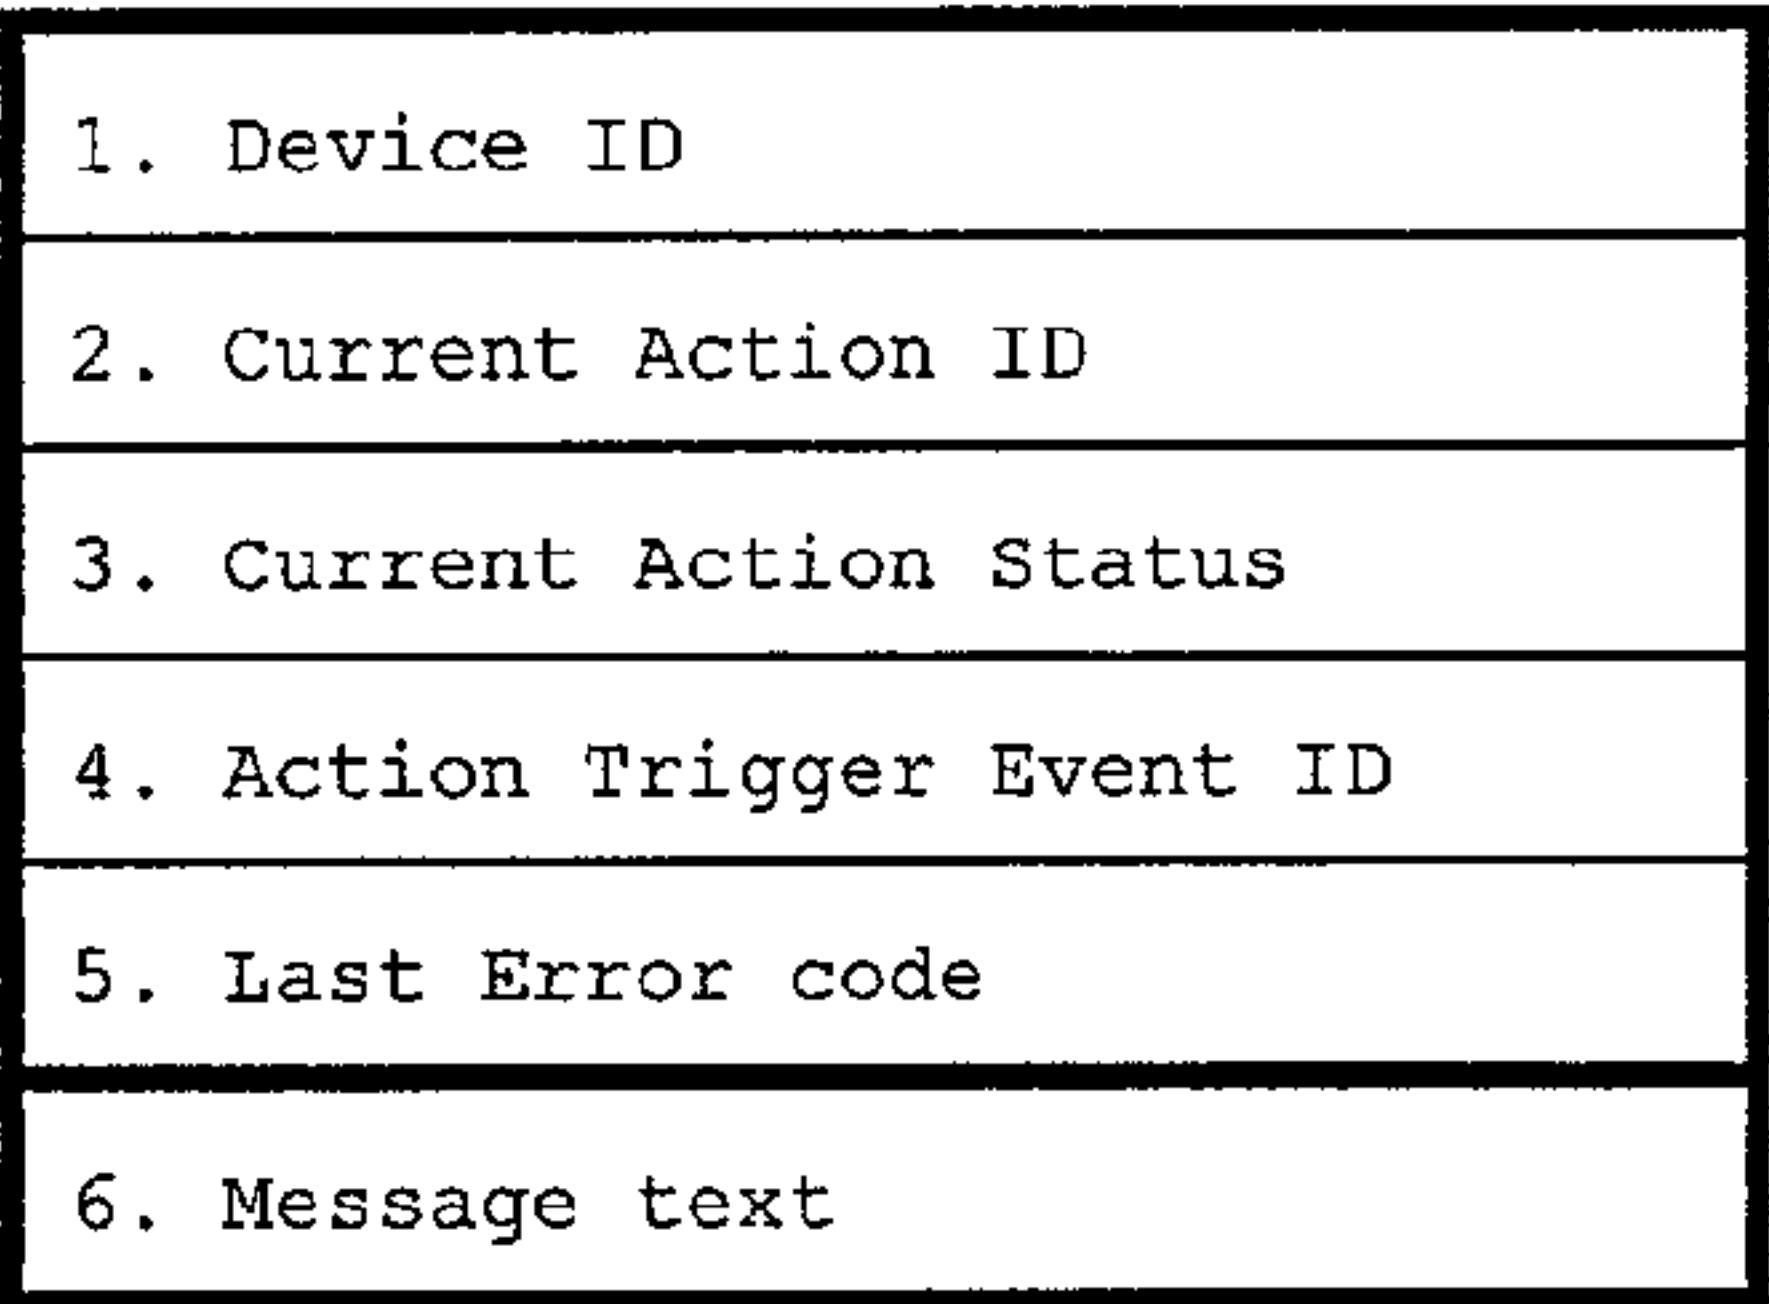 1. Device ID
2. Current Action ID
3. Current Action Status
4. Action Trigger Event ID
5. Last Error code
6. Message text